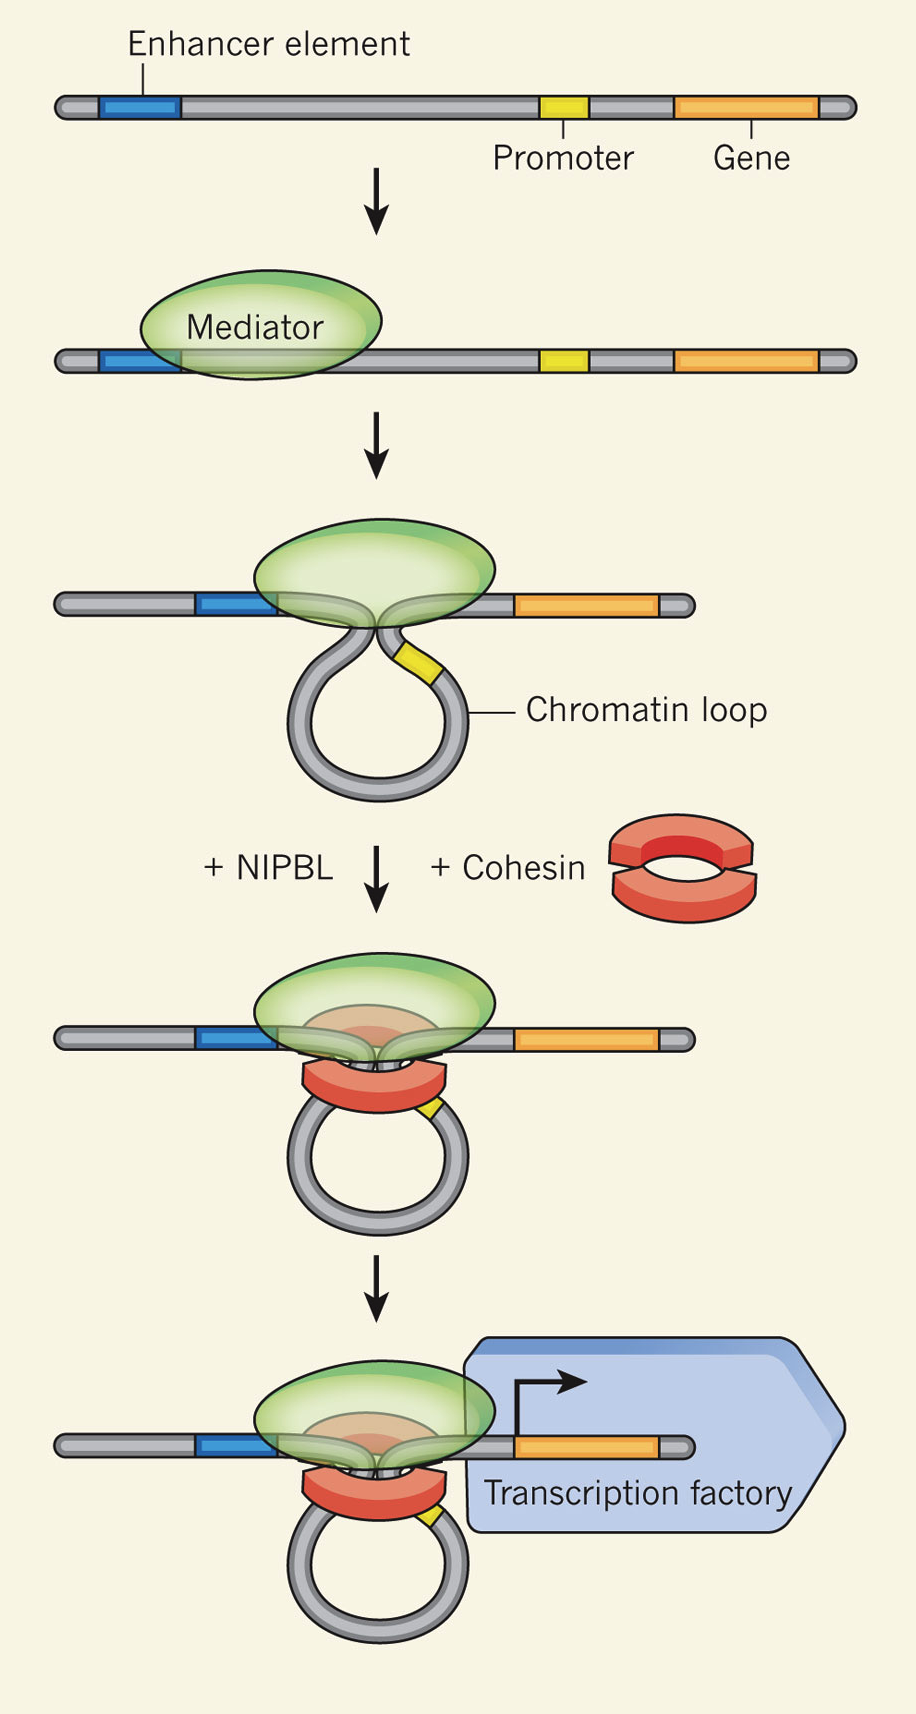 Enhancer element
Promoter
Gene
Mediator
Chromatin loop
+ NIPBL
+ Cohesin
Transcription factory